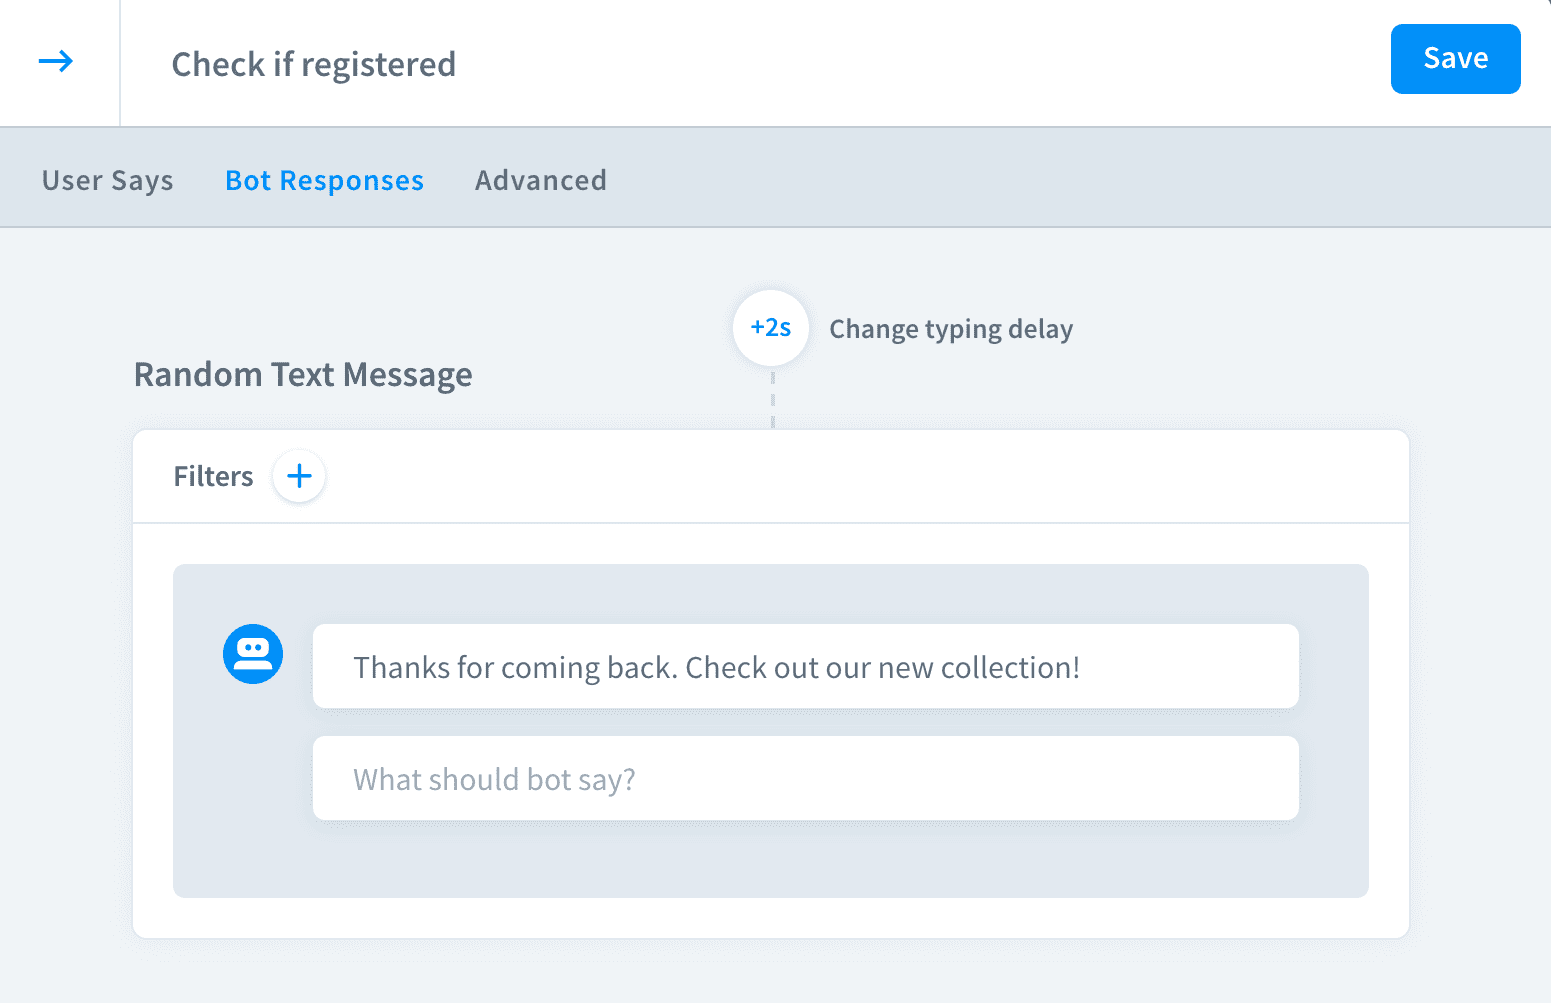 Check if registered
Save
User Says
Bot Responses
Advanced
+2s
Change typing delay
Random Text Message
Filters
Thanks for coming back. Check out our new collection!
What should bot say?